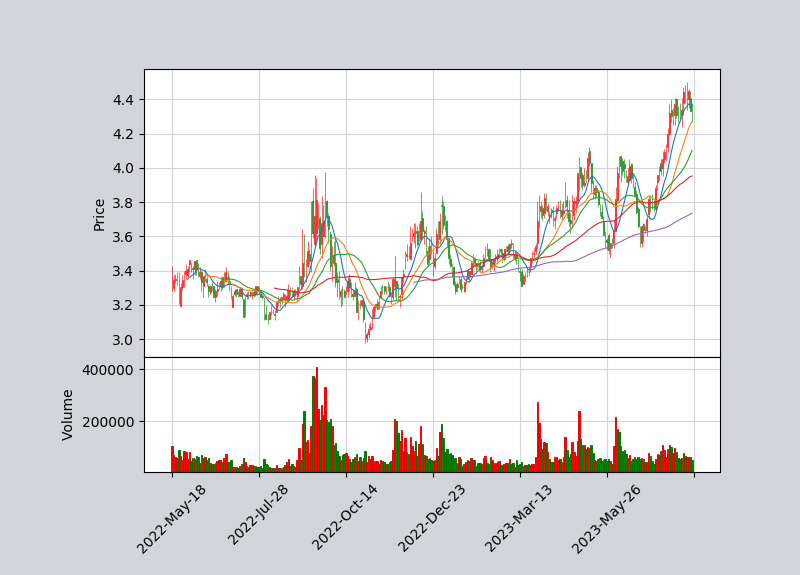 Price
4.4
4.2
4.0
3.8
3.6
3.4
3.2
3.0
Volume
400000
200000
2022-May-18
2022-Jul-28
2022-Oct-14
2022-Dec-23
2023-Mar-13
2023-May-26